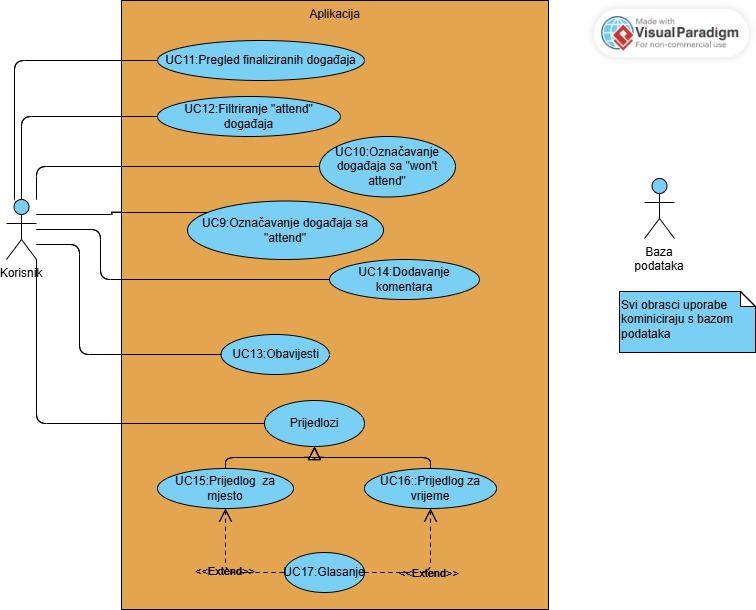 Aplikacija
Made with
Visual Paradigm
For non-commercial use
UC11:Pregled finaliziranih događaja
UC12:Filtriranje "attend"
događaja
UC10:Označavanje
događaja sa "won't
attend"
UC9:Označavanje događaja sa
"attend"
Korisnik
Baza
podataka
UC14:Dodavanje
komentara
Svi obrasci uporabe
kominiciraju s bazom
podataka
UC13:Obavijesti
Prijedlozi
UC15:Prijedlog za
mjesto
UC16::Prijedlog za
vrijeme
<<Extend>>
UC17:Glasanje
<<Extend>>